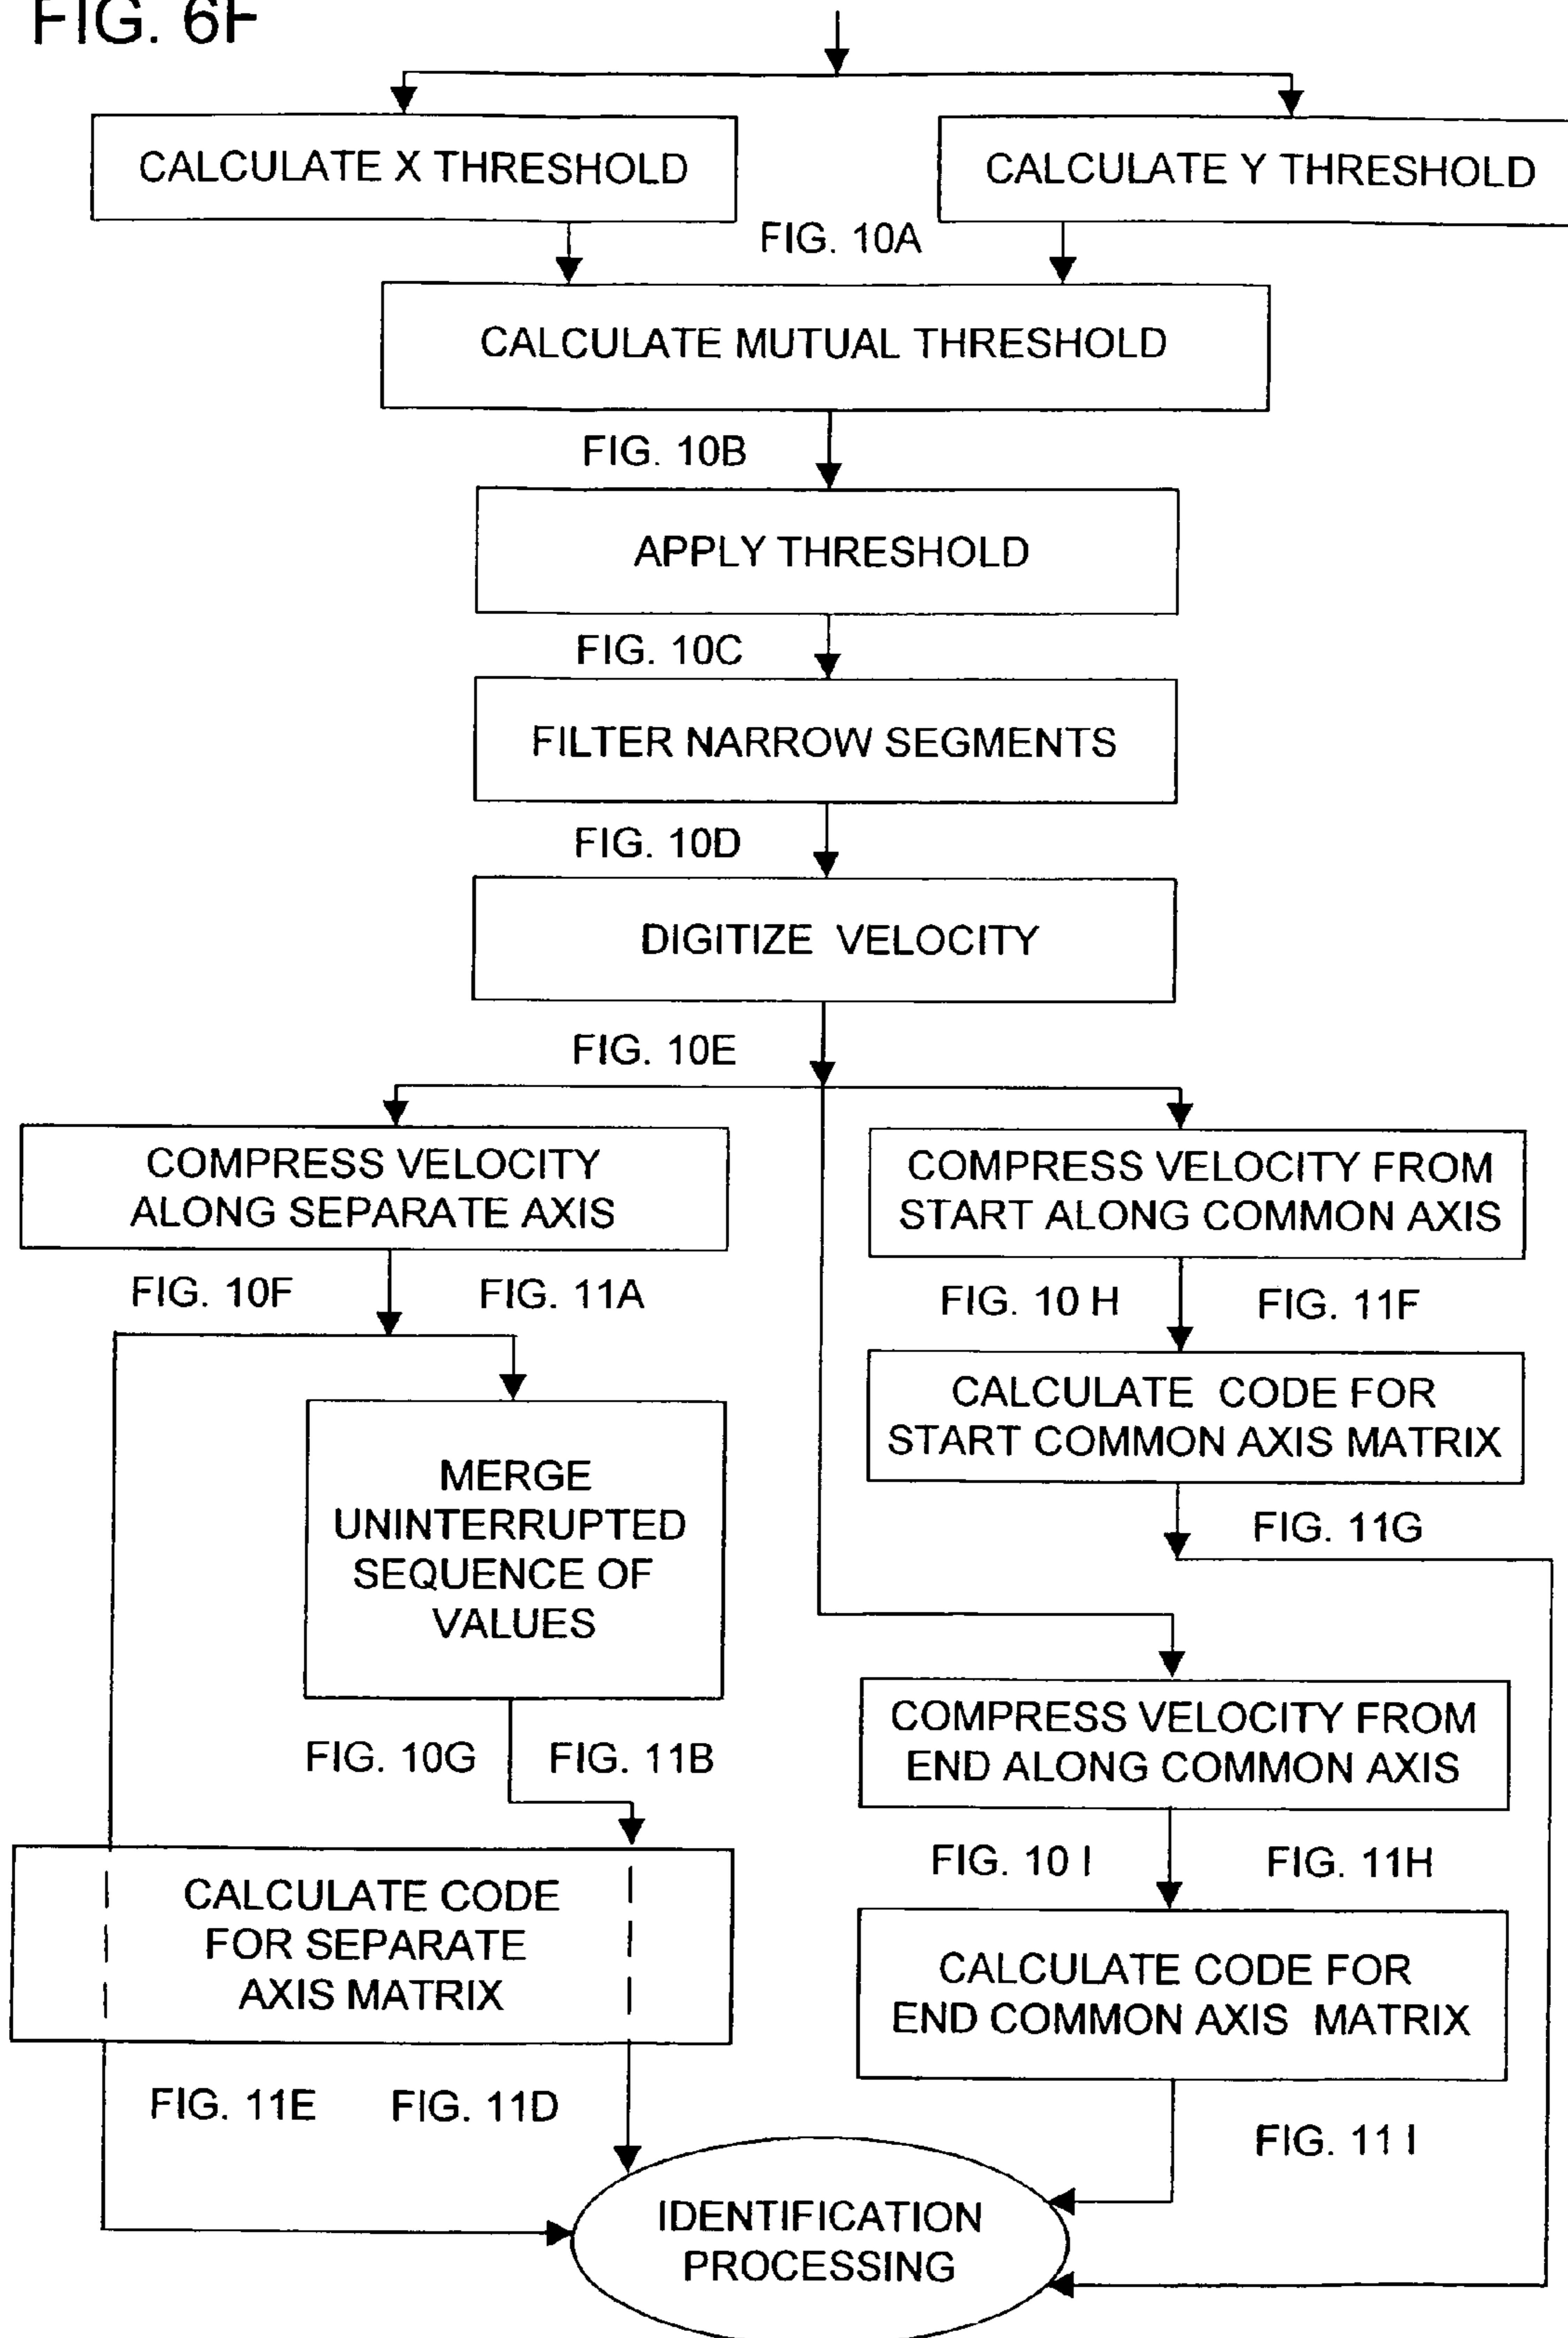 FIG. 6F
CALCULATE X THRESHOLD
CALCULATE Y THRESHOLD
FIG. 10A
CALCULATE MUTUAL THRESHOLD
FIG. 10B
APPLY THRESHOLD
FIG. 10C
FILTER NARROW SEGMENTS
FIG. 10D
DIGITIZE VELOCITY
FIG. 10E
COMPRESS VELOCITY
ALONG SEPARATE AXIS
COMPRESS VELOCITY FROM
START ALONG COMMON AXIS
FIG. 10F
FIG. 11A
FIG. 10 H
FIG. 11F
CALCULATE CODE FOR
START COMMON AXIS MATRIX
MERGE
UNINTERRUPTED
SEQUENCE OF
VALUES
FIG. 11G
COMPRESS VELOCITY FROM
END ALONG COMMON AXIS
FIG. 10G
FIG. 11B
FIG. 10 I
FIG. 11H
CALCULATE CODE
FOR SEPARATE
AXIS MATRIX
CALCULATE CODE FOR
END COMMON AXIS MATRIX
FIG. 11E
FIG. 11D
FIG. 11 I
IDENTIFICATION
PROCESSING